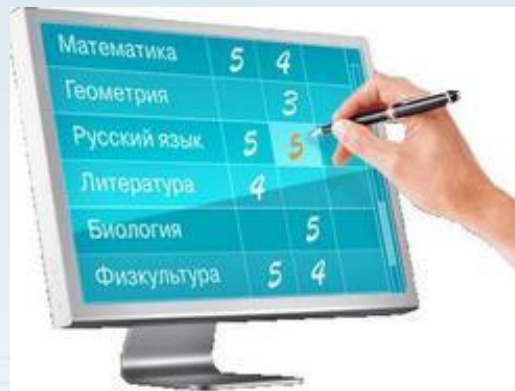 Математика 5 4
Геометрия 3
Русский язык 5 5
Литература 4
Биология 5
Физкультура 5 4